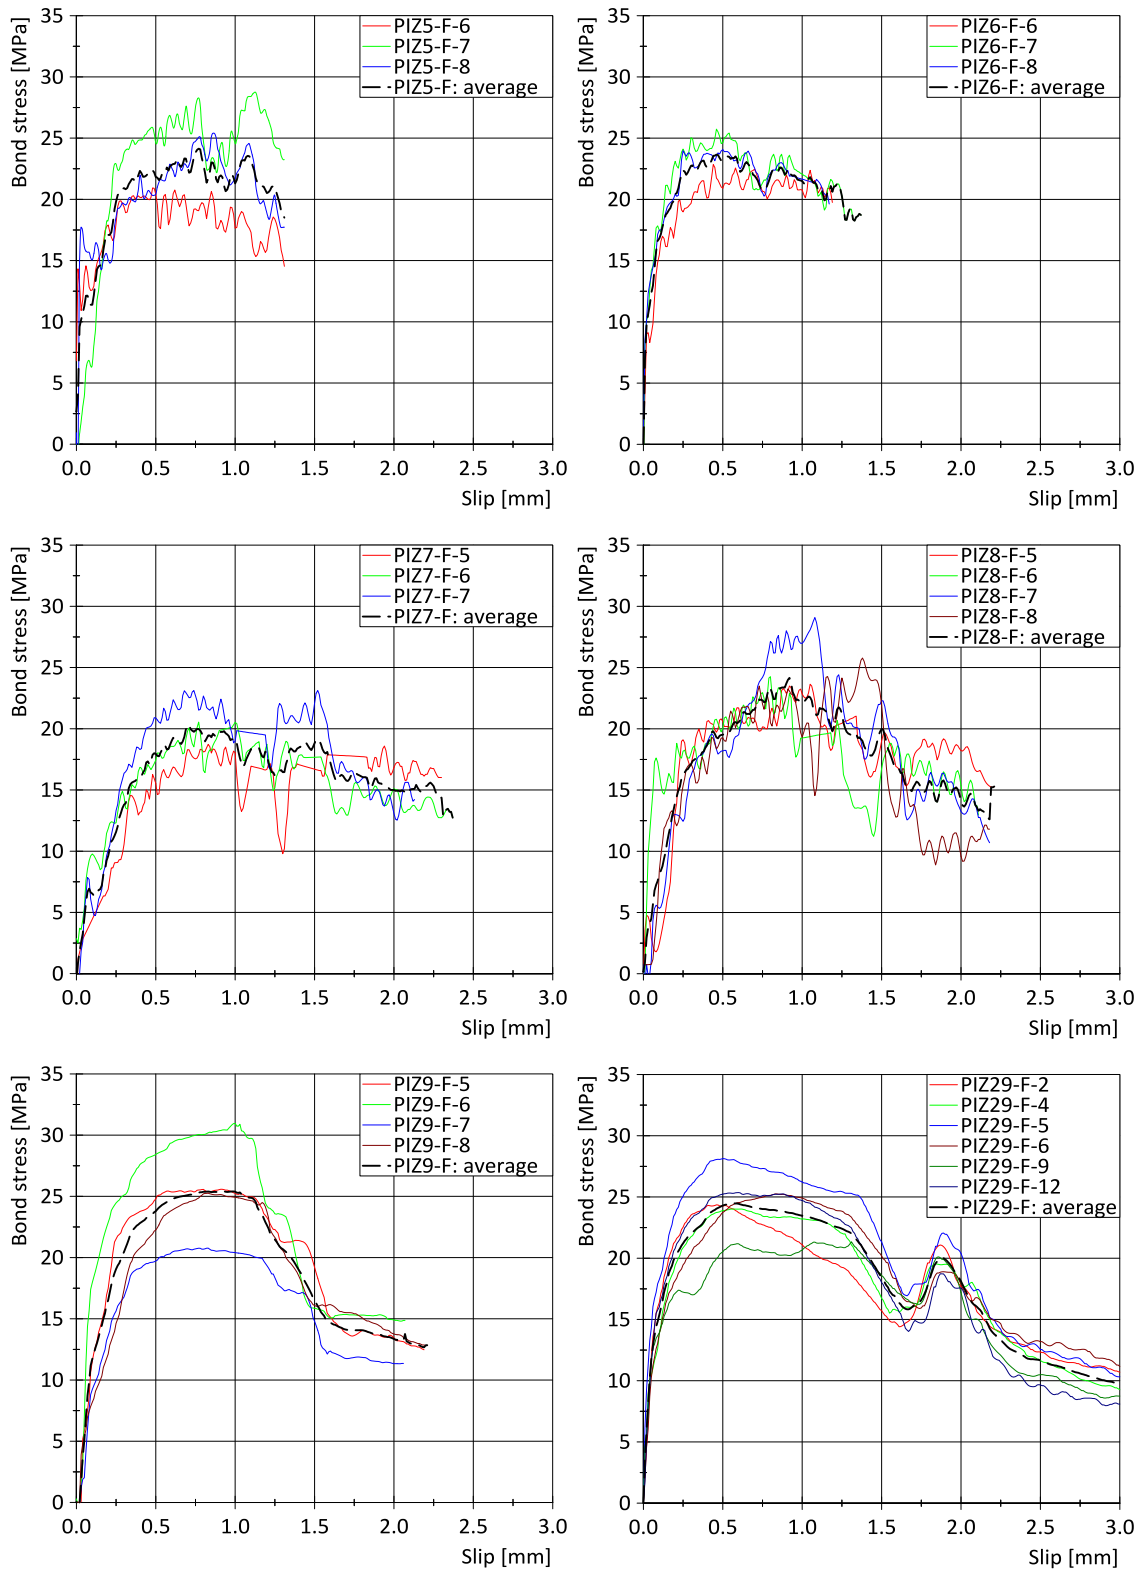 Bond stress [MPa]
35
30
25
20
15
10
5
0
PIZ5-F-6
PIZ5-F-7
PIZ5-F-8
PIZ5-F: average
0.0 0.5 1.0 1.5 2.0 2.5 3.0
Slip [mm]
Bond stress [MPa]
35
30
25
20
15
10
5
0
PIZ6-F-6
PIZ6-F-7
PIZ6-F-8
PIZ6-F: average
0.0 0.5 1.0 1.5 2.0 2.5 3.0
Slip [mm]
Bond stress [MPa]
35
30
25
20
15
10
5
0
PIZ7-F-5
PIZ7-F-6
PIZ7-F-7
PIZ7-F: average
0.0 0.5 1.0 1.5 2.0 2.5 3.0
Slip [mm]
Bond stress [MPa]
35
30
25
20
15
10
5
0
PIZ8-F-5
PIZ8-F-6
PIZ8-F-7
PIZ8-F-8
PIZ8-F: average
0.0 0.5 1.0 1.5 2.0 2.5 3.0
Slip [mm]
Bond stress [MPa]
35
30
25
20
15
10
5
0
PIZ9-F-5
PIZ9-F-6
PIZ9-F-7
PIZ9-F-8
PIZ9-F: average
0.0 0.5 1.0 1.5 2.0 2.5 3.0
Slip [mm]
Bond stress [MPa]
35
30
25
20
15
10
5
0
PIZ29-F-2
PIZ29-F-4
PIZ29-F-5
PIZ29-F-6
PIZ29-F-9
PIZ29-F-12
PIZ29-F: average
0.0 0.5 1.0 1.5 2.0 2.5 3.0
Slip [mm]